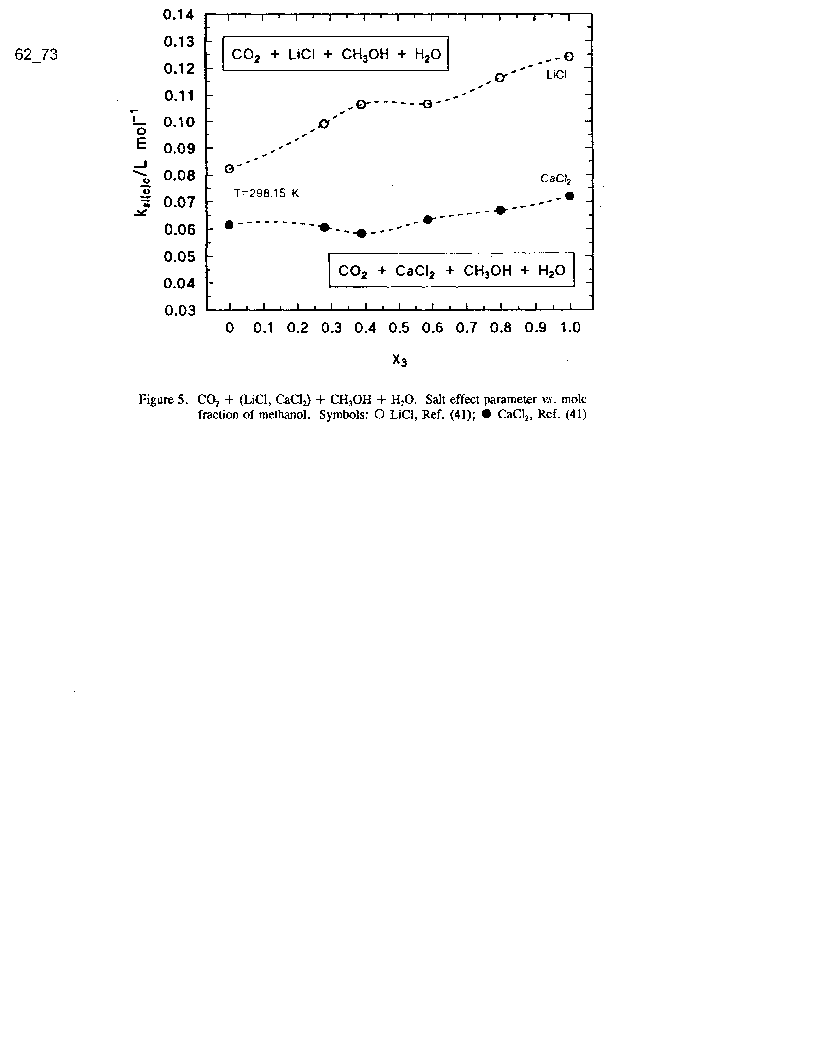 62_73
0.14
0.13
0.12
0.11
0.10
0.09
0.08
0.07
0.06
0.05
0.04
0.03
CO₂ + LiCl + CH₃OH + H₂O
LiCl
CaCl₂
T=298.15 K
CO₂ + CaCl₂ + CH₃OH + H₂O
0 0.1 0.2 0.3 0.4 0.5 0.6 0.7 0.8 0.9 1.0
X₃
Figure 5. CO₂ + (LiCl, CaCl₂) + CH₃OH + H₂O. Salt effect parameter vs. mole
fraction of methanol. Symbols: O LiCl, Ref. (41); ● CaCl₂, Ref. (41)